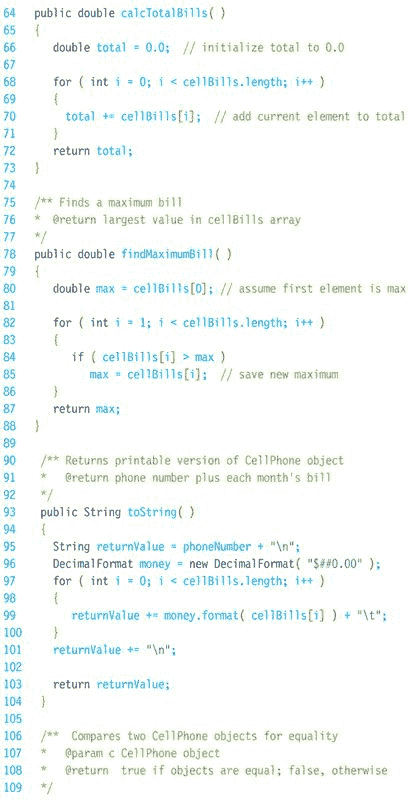 64 public double calcTotalBills( )
65 {
66 double total = 0.0; // initialize total to 0.0
67
68 for ( int i = 0; i < cellBills.length; i++ )
69 {
70 total += cellBills[i]; // add current element to total
71 }
72 return total;
73 }
74
75 /** Finds a maximum bill
76 * @return largest value in cellBills array
77 */
78 public double findMaximumBill( )
79 {
80 double max = cellBills[0]; // assume first element is max
81
82 for ( int i = 1; i < cellBills.length; i++ )
83 {
84 if ( cellBills[i] > max )
85 max = cellBills[i]; // save new maximum
86 }
87 return max;
88 }
89
90 /** Returns printable version of CellPhone object
91 * @return phone number plus each month's bill
92 */
93 public String toString( )
94 {
95 String returnValue = phoneNumber + "\n";
96 DecimalFormat money = new DecimalFormat( "$##0.00" );
97 for ( int i = 0; i < cellBills.length; i++ )
98 {
99 returnValue += money.format( cellBills[i] ) + "\t";
100 }
101 returnValue += "\n";
102
103 return returnValue;
104 }
105
106 /** Compares two CellPhone objects for equality
107 * @param c CellPhone object
108 * @return true if objects are equal; false, otherwise
109 */